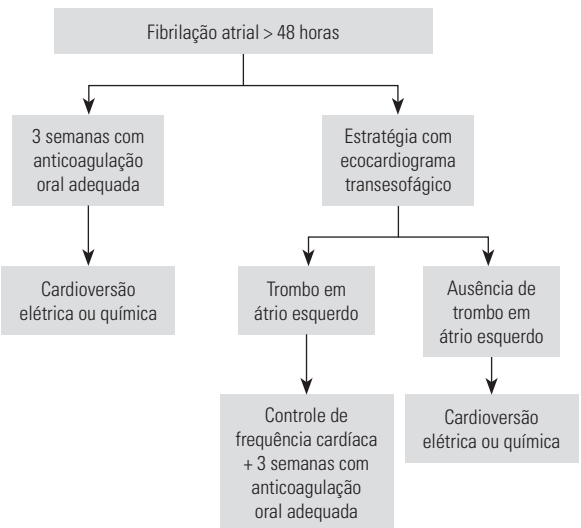 Fibrilação atrial > 48 horas
3 semanas com
anticoagulação
oral adequada
Estratégia com
ecocardiograma
transesofágico
Cardioversão
elétrica ou química
Trombo em
átrio esquerdo
Ausência de
trombo em
átrio esquerdo
Controle de
frequência cardíaca
+ 3 semanas com
anticoagulação
oral adequada
Cardioversão
elétrica ou química